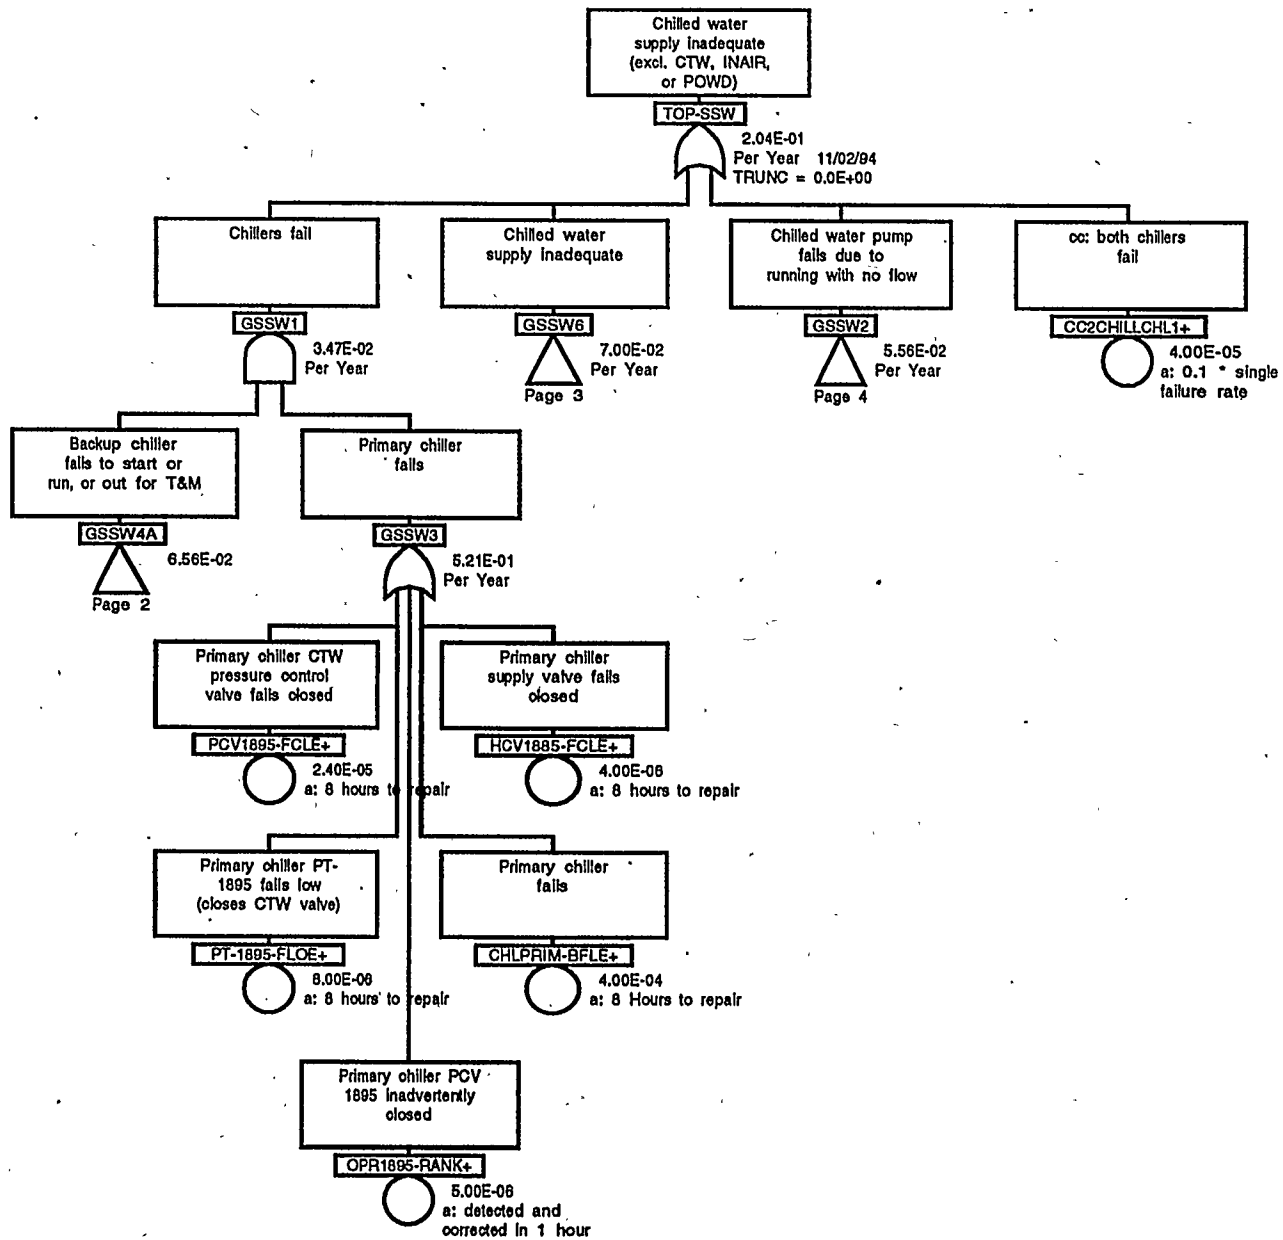 Chilled water
supply inadequate
(excl. CTW, INAIR,
or POWD)
TOP-SSW
2.04E-01
Per Year 11/02/94
TRUNC = 0.0E+00
Chillers fail
GSSW1
3.47E-02
Per Year
Chilled water
supply inadequate
GSSW6
7.00E-02
Per Year
Page 3
Chilled water pump
fails due to
running with no flow
GSSW2
5.56E-02
Per Year
Page 4
cc: both chillers
fail
CC2CHILLCHL1+
4.00E-05
a: 0.1 * single
failure rate
Backup chiller
fails to start or
run, or out for T&M
GSSW4A
6.56E-02
Page 2
Primary chiller
fails
GSSW3
5.21E-01
Per Year
Primary chiller CTW
pressure control
valve fails closed
PCV1895-FCLE+
2.40E-05
a: 8 hours to repair
Primary chiller
supply valve fails
closed
HCV1885-FCLE+
4.00E-06
a: 8 hours to repair
Primary chiller PT-
1895 fails low
(closes CTW valve)
PT-1895-FLOE+
8.00E-06
a: 8 hours to repair
Primary chiller
fails
CHLPRIM-BFLE+
4.00E-04
a: 8 Hours to repair
Primary chiller PCV
1895 inadvertently
closed
OPR1895-RANK+
5.00E-06
a: detected and
corrected in 1 hour